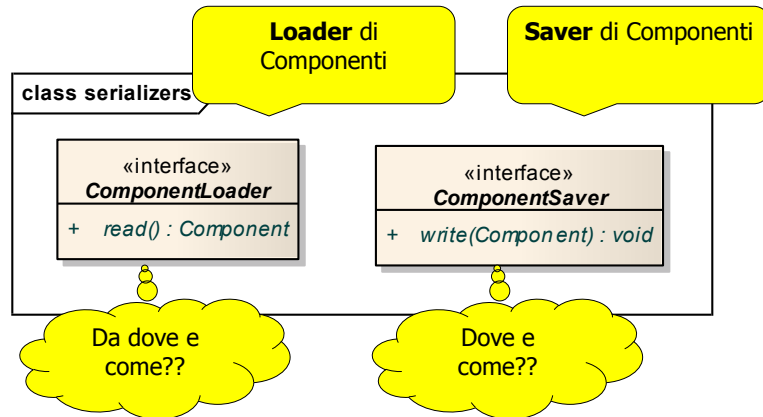 Loader di
Componenti
Saver di Componenti
class serializers
«interface»
ComponentLoader
+ read() : Component
«interface»
ComponentSaver
+ write(Component) : void
Da dove e
come??
Dove e
come??